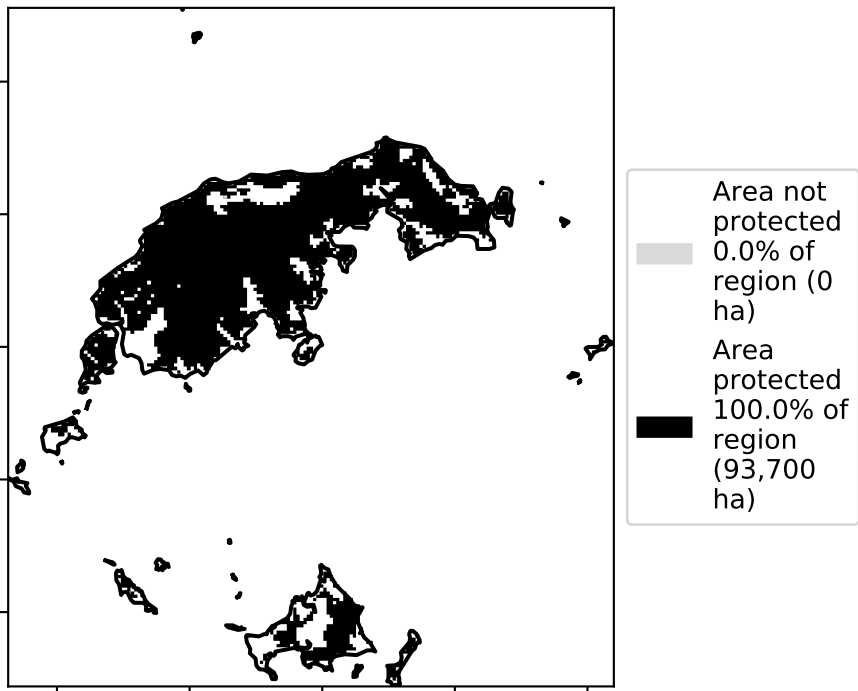 Area not
protected
0.0% of
region (0
ha)
Area
protected
100.0% of
region
(93,700
ha)